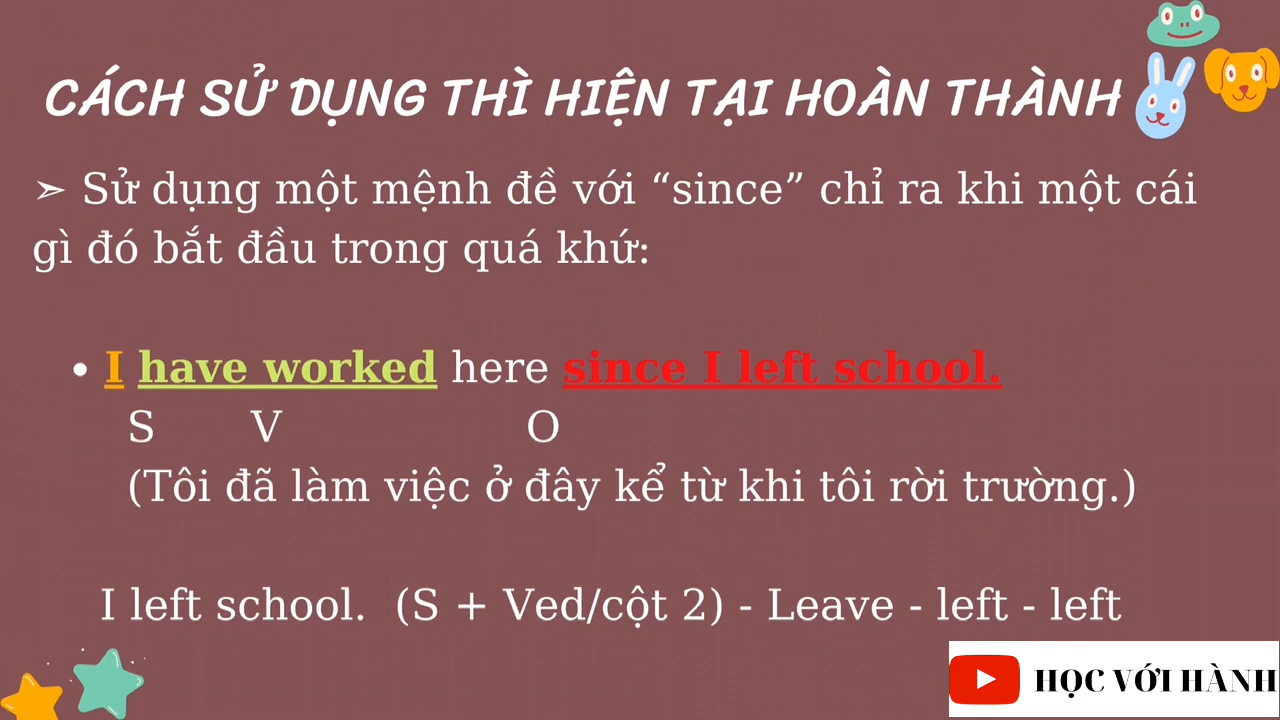 CÁCH SỬ DỤNG THÌ HIỆN TẠI HOÀN THÀNH
➣ Sử dụng một mệnh đề với “since” chỉ ra khi một cái
gì đó bắt đầu trong quá khứ:
• I have worked here since I left school.
S V O
(Tôi đã làm việc ở đây kể từ khi tôi rời trường.)
I left school. (S + Ved/cột 2) - Leave - left - left
HỌC VỚI HÀNH